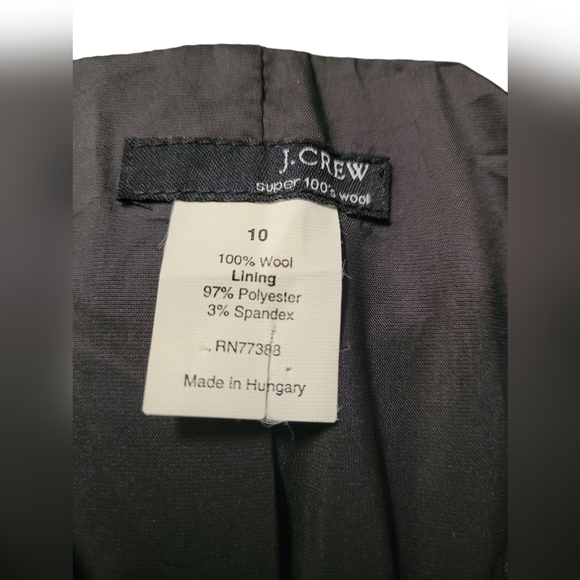 J.CREW
super 100's wool
10
100% Wool
Lining
97% Polyester
3% Spandex
RN77388
Made in Hungary